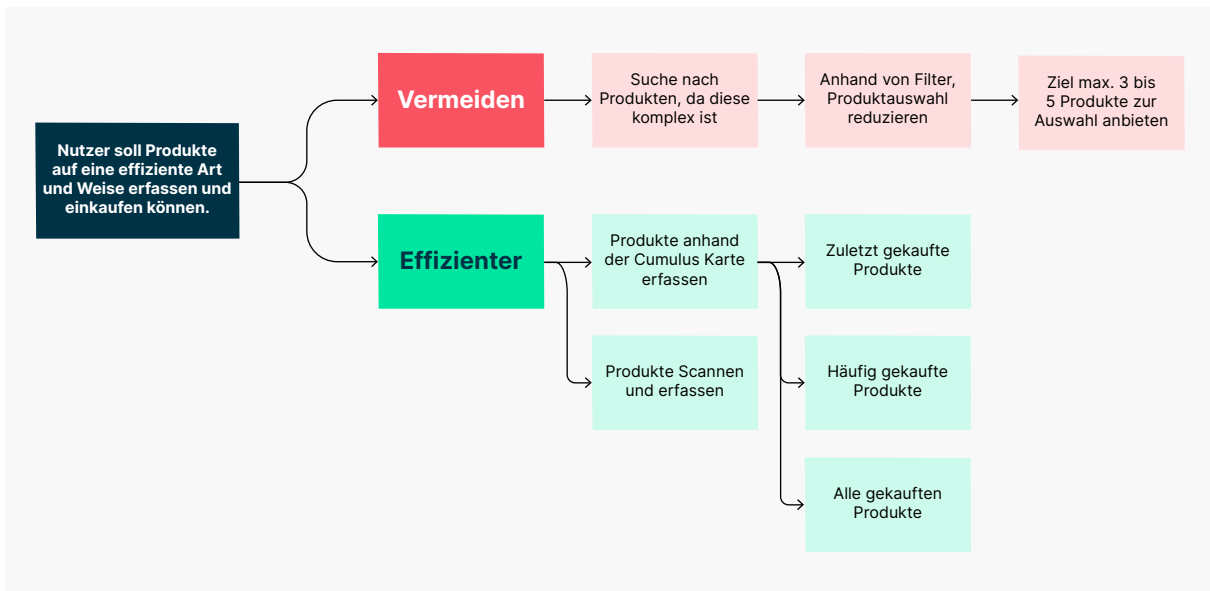 Nutzer soll Produkte
auf eine effiziente Art
und Weise erfassen und
einkaufen können.
Vermeiden
Suche nach
Produkten, da diese
komplex ist
Anhand von Filter,
Produktauswahl
reduzieren
Ziel max. 3 bis
5 Produkte zur
Auswahl anbieten
Effizienter
Produkte anhand
der Cumulus Karte
erfassen
Zuletzt gekaufte
Produkte
Produkte Scannen
und erfassen
Häufig gekaufte
Produkte
Alle gekauften
Produkte